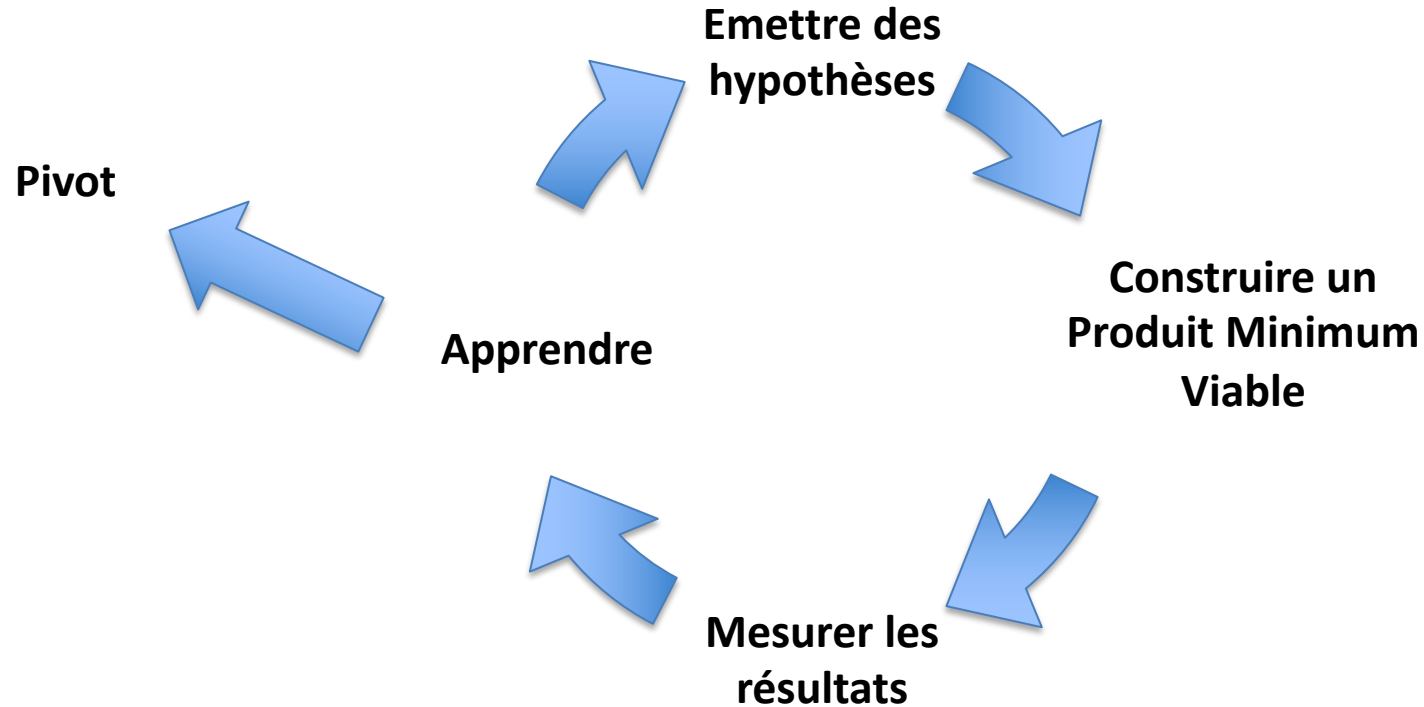 Emettre des
hypothèses
Pivot
Construire un
Produit Minimum
Viable
Apprendre
Mesurer les
résultats